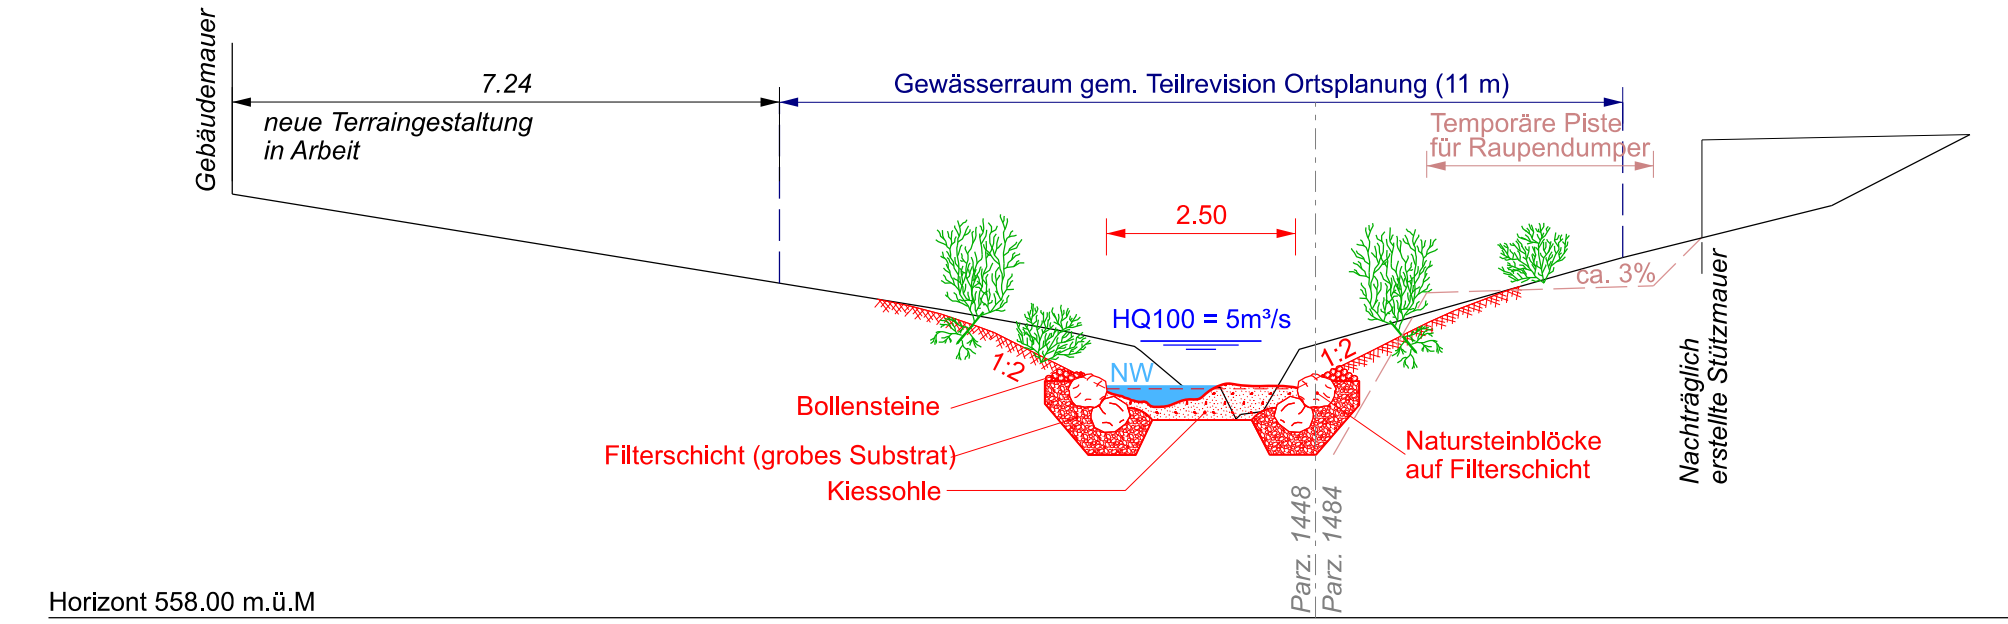 Gebäudemauer
7.24
neue Terraingestaltung
in Arbeit
Gewässerraum gem. Teilrevision Ortsplanung (11 m)
Temporäre Piste
für Raupendumper
2.50
HQ100 = 5m³/s
NW
1:2
1:2
ca. 3%
Bollensteine
Filterschicht (grobes Substrat)
Kiessohle
Natursteinblöcke
auf Filterschicht
Nachträglich
erstellte Stützmauer
Parz. 1448
Parz. 1484
Horizont 558.00 m.ü.M